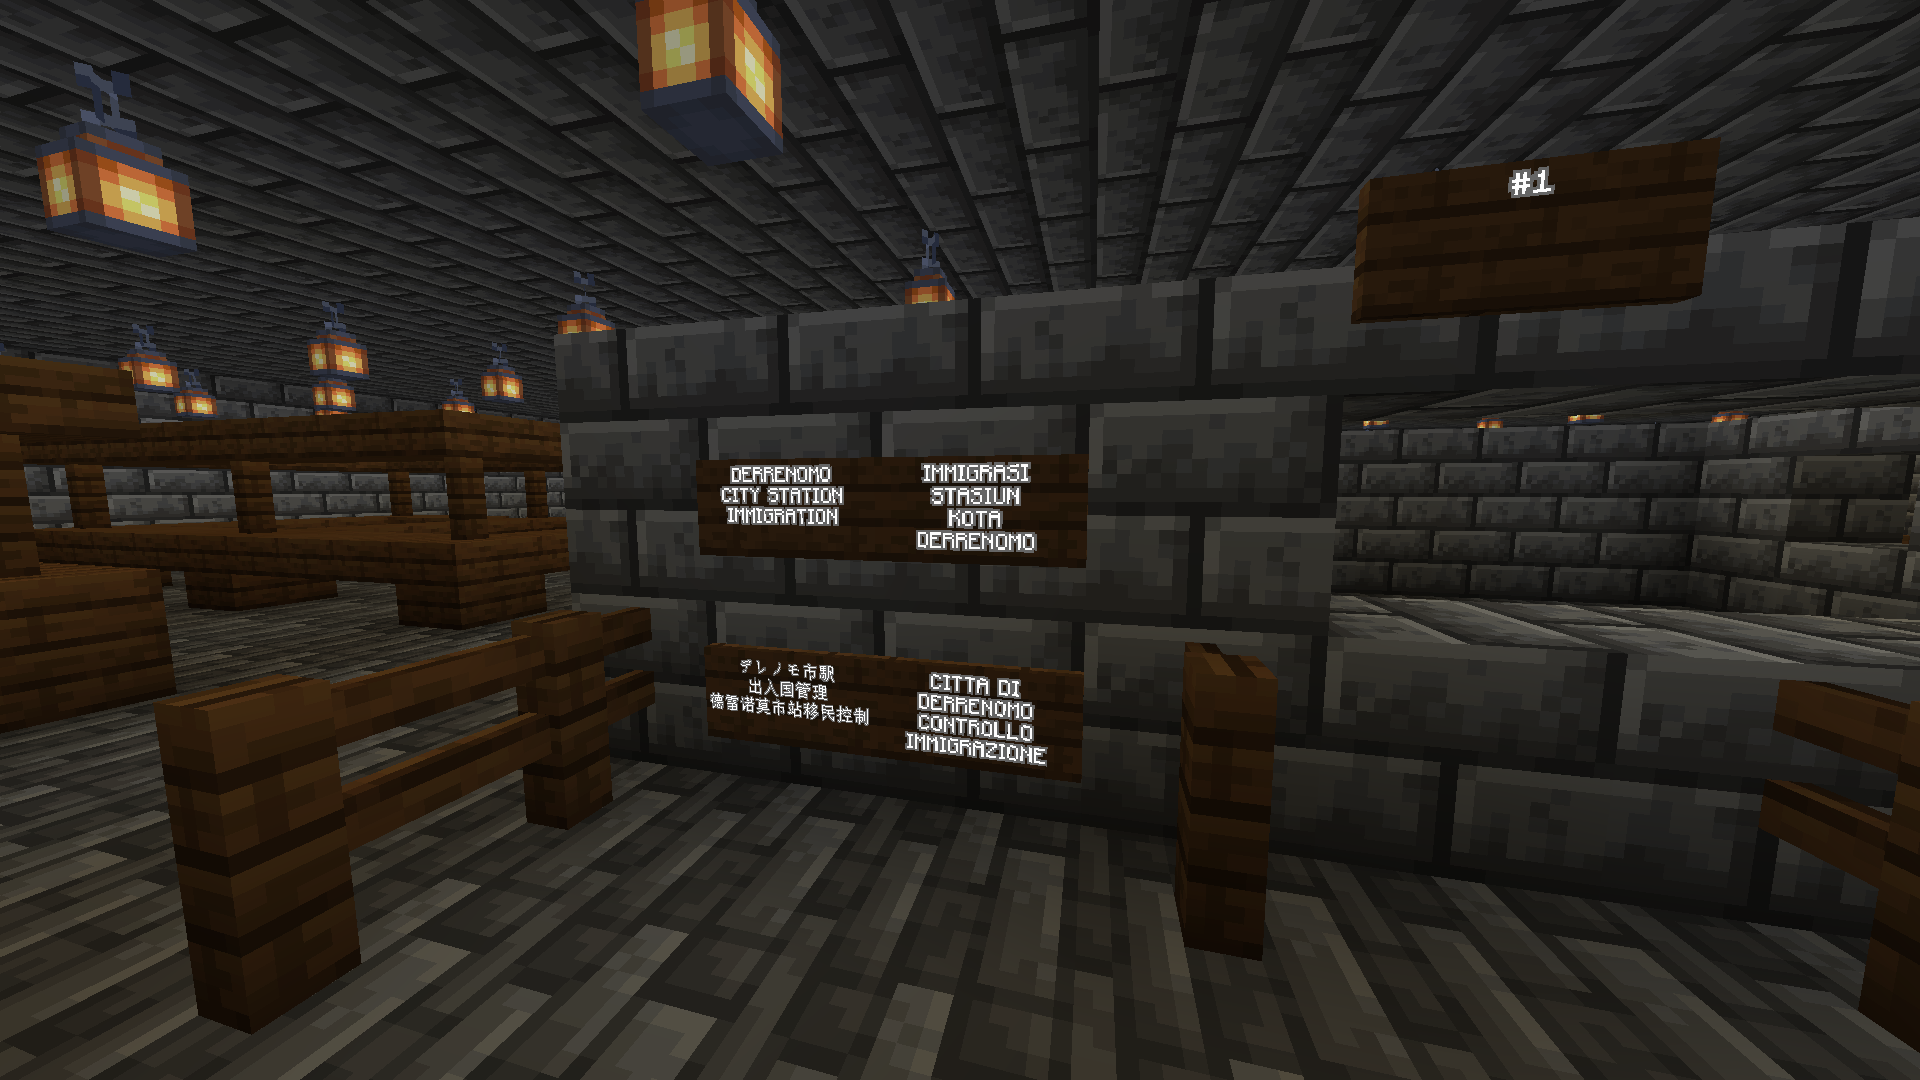 #1
DERRENOMO
CITY STATION
IMMIGRATION
IMMIGRASI
STASIUN
KOTA
DERRENOMO
デレノモ市駅
出入国管理
德雷诺莫市站移民控制
CITTA DI
DERRENOMO
CONTROLLO
IMMIGRAZIONE